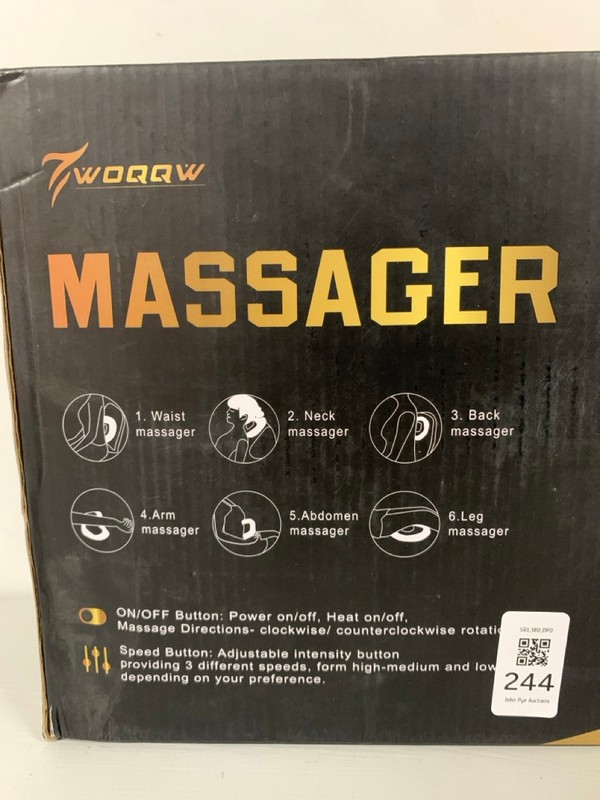 TWOQQW
MASSAGER
1. Waist
massager
2. Neck
massager
3. Back
massager
4.Arm
massager
5.Abdomen
massager
6.Leg
massager
ON/OFF Button: Power on/off, Heat on/off,
Massage Directions- clockwise/ counterclockwise
Speed Button: Adjustable intensity button
providing 3 different speeds, form high-medium and low
depending on your preference.
244
John Pye Auctions